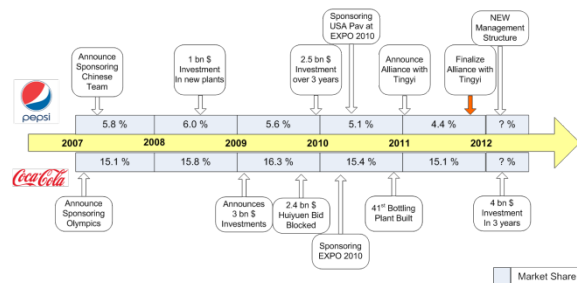 Sponsoring
USA Pav at
EXPO 2010
NEW
Management
Structure
Announce
Sponsoring
Chinese
Team
1 bn $
Investment
In new plants
2.5 bn $
Investment
over 3 years
Announce
Alliance with
Tingyi
Finalize
Alliance with
Tingyi
pepsi
5.8 %
6.0 %
5.6 %
5.1 %
4.4 %
? %
2007
2008
2009
2010
2011
2012
15.1 %
15.8 %
16.3 %
15.4 %
15.1 %
? %
Coca-Cola
Announce
Sponsoring
Olympics
Announces
3 bn $
Investments
2.4 bn $
Huiyuen Bid
Blocked
Sponsoring
EXPO 2010
41st Bottling
Plant Built
4 bn $
Investment
In 3 years
Market Share